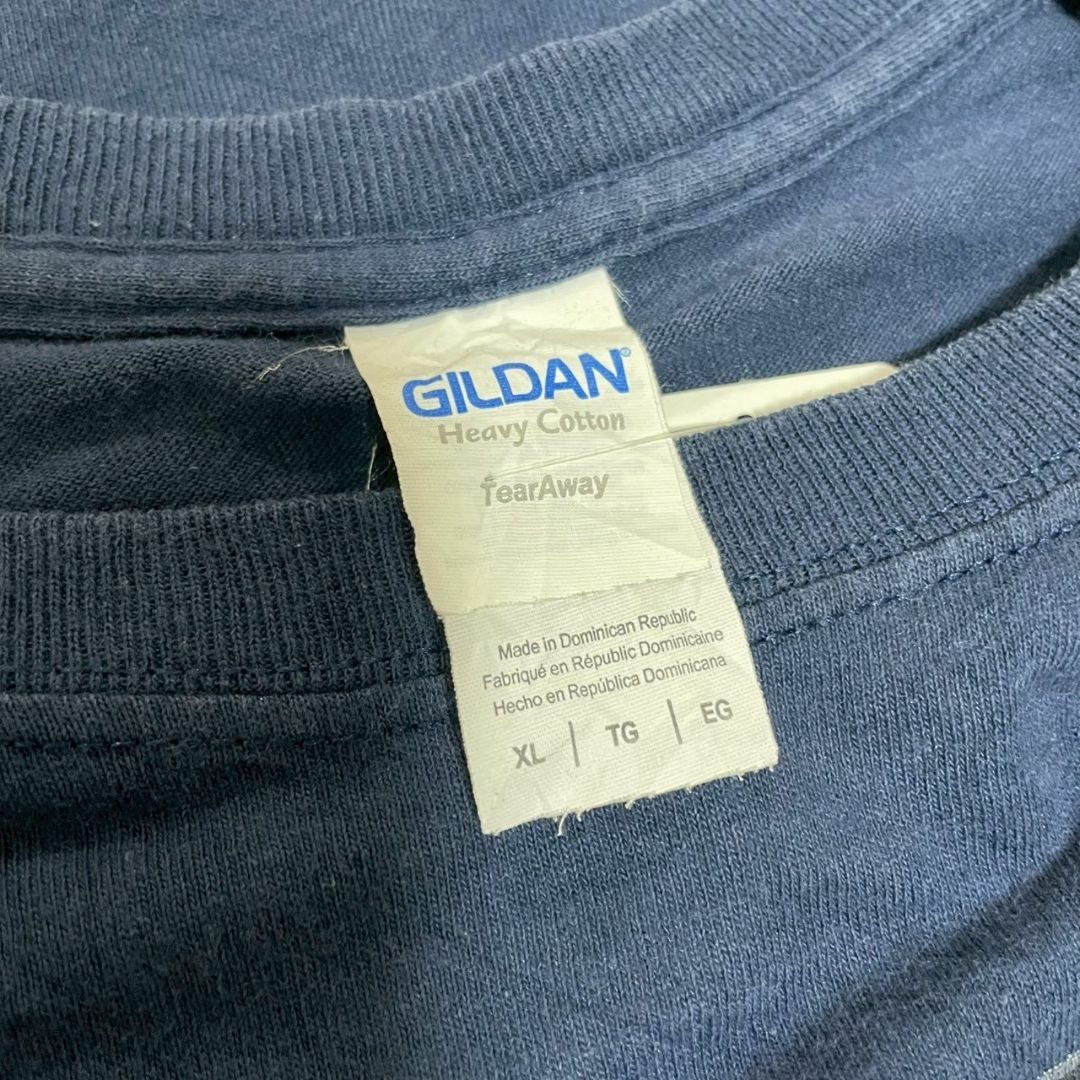 GILDAN®
Heavy Cotton
TearAway
Made in Dominican Republic
Fabriqué en Républic Dominicaine
Hecho en República Dominicana
XL | TG | EG